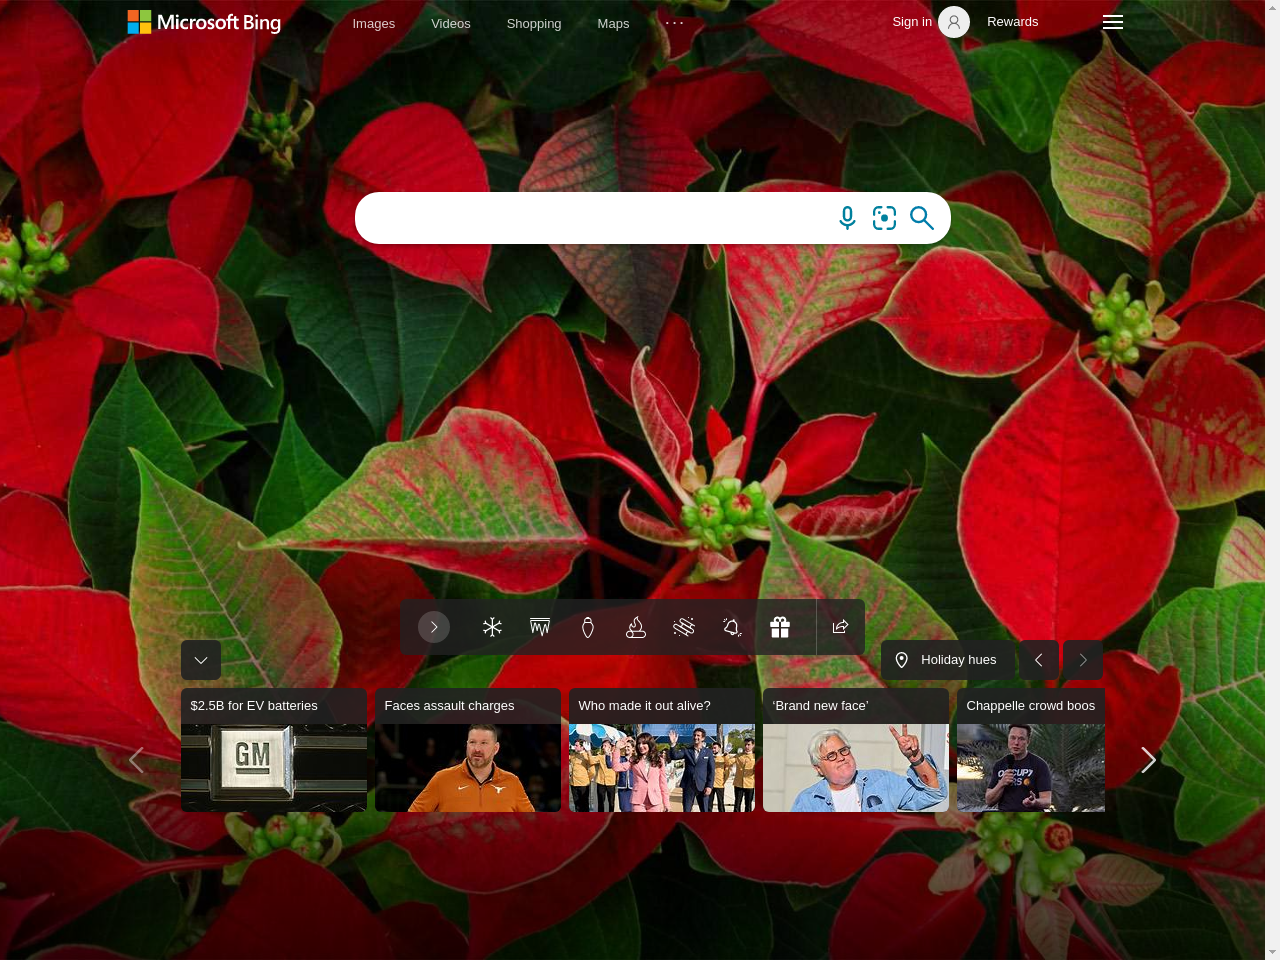 Microsoft Bing
Images
Videos
Shopping
Maps
Sign in
Rewards
Holiday hues
$2.5B for EV batteries
Faces assault charges
Who made it out alive?
‘Brand new face’
Chappelle crowd boos
GM
OCCUPY